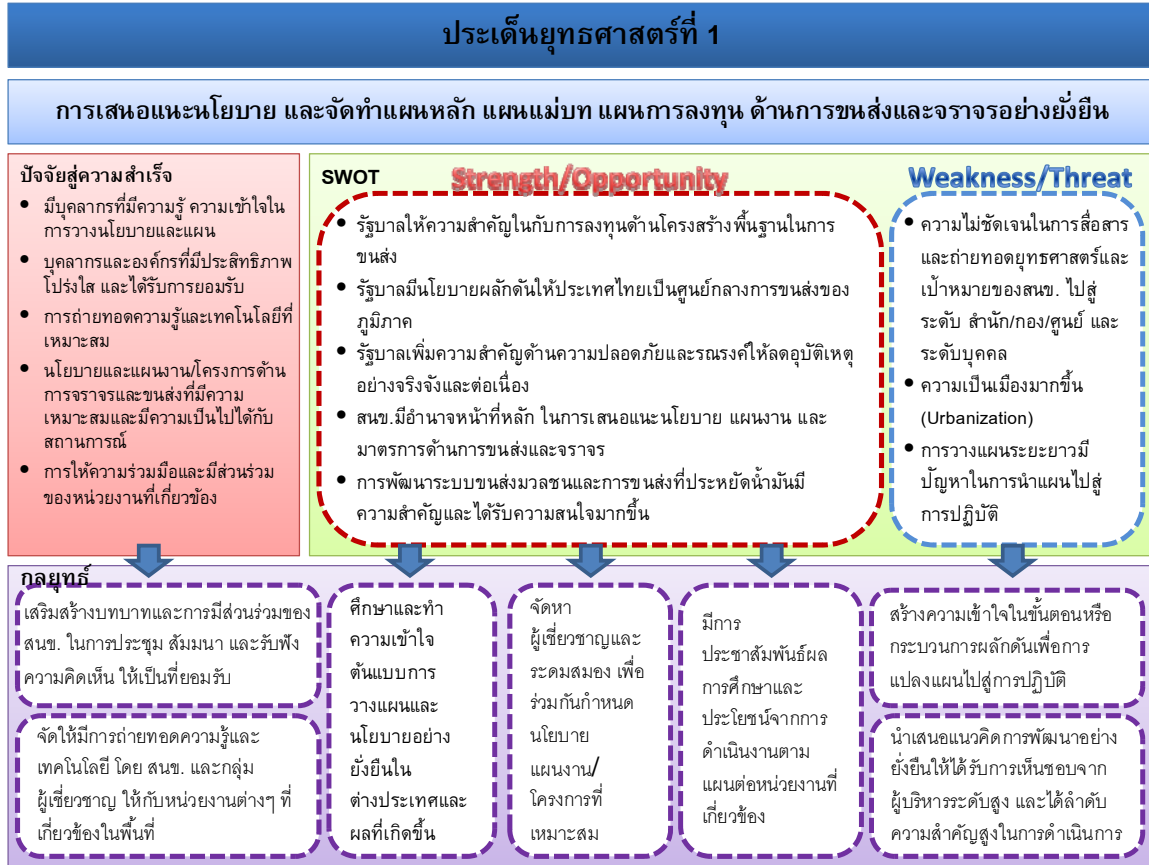 ประเด็นยุทธศาสตร์ที่ 1
การเสนอแนะนโยบาย และจัดทำแผนหลัก แผนแม่บท แผนการลงทุน ด้านการขนส่งและจราจรอย่างยั่งยืน
ปัจจัยสู่ความสำเร็จ
• มีบุคลากรที่มีความรู้ ความเข้าใจใน
การวางนโยบายและแผน
• บุคลากรและองค์กรที่มีประสิทธิภาพ
โปร่งใส และได้รับการยอมรับ
• การถ่ายทอดความรู้และเทคโนโลยีที่
เหมาะสม
• นโยบายและแผนงาน/โครงการด้าน
การจราจรและขนส่งที่มีความ
เหมาะสมและมีความเป็นไปได้กับ
สถานการณ์
• การให้ความร่วมมือและมีส่วนร่วม
ของหน่วยงานที่เกี่ยวข้อง
SWOT
Strength/Opportunity
• รัฐบาลให้ความสำคัญในกับการลงทุนด้านโครงสร้างพื้นฐานในการ
ขนส่ง
• รัฐบาลมีนโยบายผลักดันให้ประเทศไทยเป็นศูนย์กลางการขนส่งของ
ภูมิภาค
• รัฐบาลเพิ่มความสำคัญด้านความปลอดภัยและรณรงค์ให้ลดอุบัติเหตุ
อย่างจริงจังและต่อเนื่อง
• สนข.มีอำนาจหน้าที่หลัก ในการเสนอแนะนโยบาย แผนงาน และ
มาตรการด้านการขนส่งและจราจร
• การพัฒนาระบบขนส่งมวลชนและการขนส่งที่ประหยัดน้ำมันมี
ความสำคัญและได้รับความสนใจมากขึ้น
Weakness/Threat
• ความไม่ชัดเจนในการสื่อสาร
และถ่ายทอดยุทธศาสตร์และ
เป้าหมายของสนข. ไปสู่
ระดับ สำนัก/กอง/ศูนย์ และ
ระดับบุคคล
• ความเป็นเมืองมากขึ้น
(Urbanization)
• การวางแผนระยะยาวมี
ปัญหาในการนำแผนไปสู่
การปฏิบัติ
กลยุทธ์
เสริมสร้างบทบาทและการมีส่วนร่วมของ
สนข. ในการประชุม สัมมนา และรับฟัง
ความคิดเห็น ให้เป็นที่ยอมรับ
จัดให้มีการถ่ายทอดความรู้และ
เทคโนโลยี โดย สนข. และกลุ่ม
ผู้เชี่ยวชาญ ให้กับหน่วยงานต่างๆ ที่
เกี่ยวข้องในพื้นที่
ศึกษาและทำ
ความเข้าใจ
ต้นแบบการ
วางแผนและ
นโยบายอย่าง
ยั่งยืนใน
ต่างประเทศและ
ผลที่เกิดขึ้น
จัดหา
ผู้เชี่ยวชาญและ
ระดมสมอง เพื่อ
ร่วมกันกำหนด
นโยบาย
แผนงาน/
โครงการที่
เหมาะสม
มีการ
ประชาสัมพันธ์ผล
การศึกษาและ
ประโยชน์จากการ
ดำเนินงานตาม
แผนต่อหน่วยงานที่
เกี่ยวข้อง
สร้างความเข้าใจในขั้นตอนหรือ
กระบวนการผลักดันเพื่อการ
แปลงแผนไปสู่การปฏิบัติ
นำเสนอแนวคิดการพัฒนาอย่าง
ยั่งยืนให้ได้รับการเห็นชอบจาก
ผู้บริหารระดับสูง และได้ลำดับ
ความสำคัญสูงในการดำเนินการ